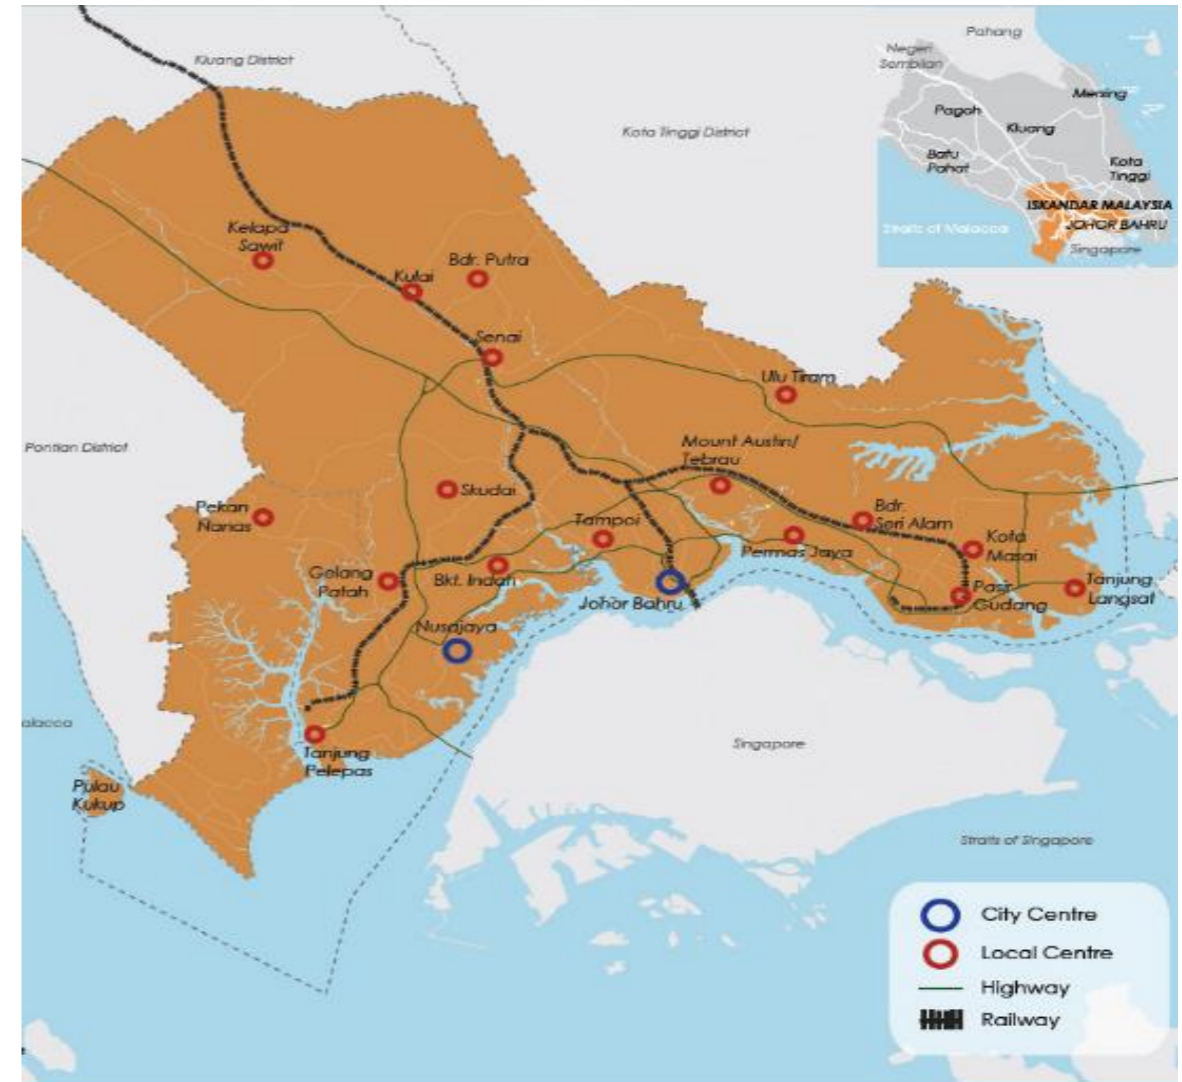 Kluang District
Kota Tinggi District
Pahang
Negeri
Sembilan
Mersing
Pagoh
Kluang
Batu
Pahat
Kota
Tinggi
ISKANDAR MALAYSIA
JOHOR BAHRU
Straits of Malacca
Singapore
Kelapa
Sawit
Kulai
Bdr. Putra
Senai
Ulu Tiram
Pontian District
Mount Austin/
Tebrau
Skudai
Pekan
Nanas
Tampoi
Bdr.
Seri Alam
Kota
Masai
Permas Jaya
Gelang
Patah
Bkt. Indah
Johor Bahru
Pasir
Gudang
Tanjung
Langsat
Nusajaya
alacca
Singapore
Tanjung
Pelepas
Pulau
Kukup
Straits of Singapore
City Centre
Local Centre
Highway
Railway